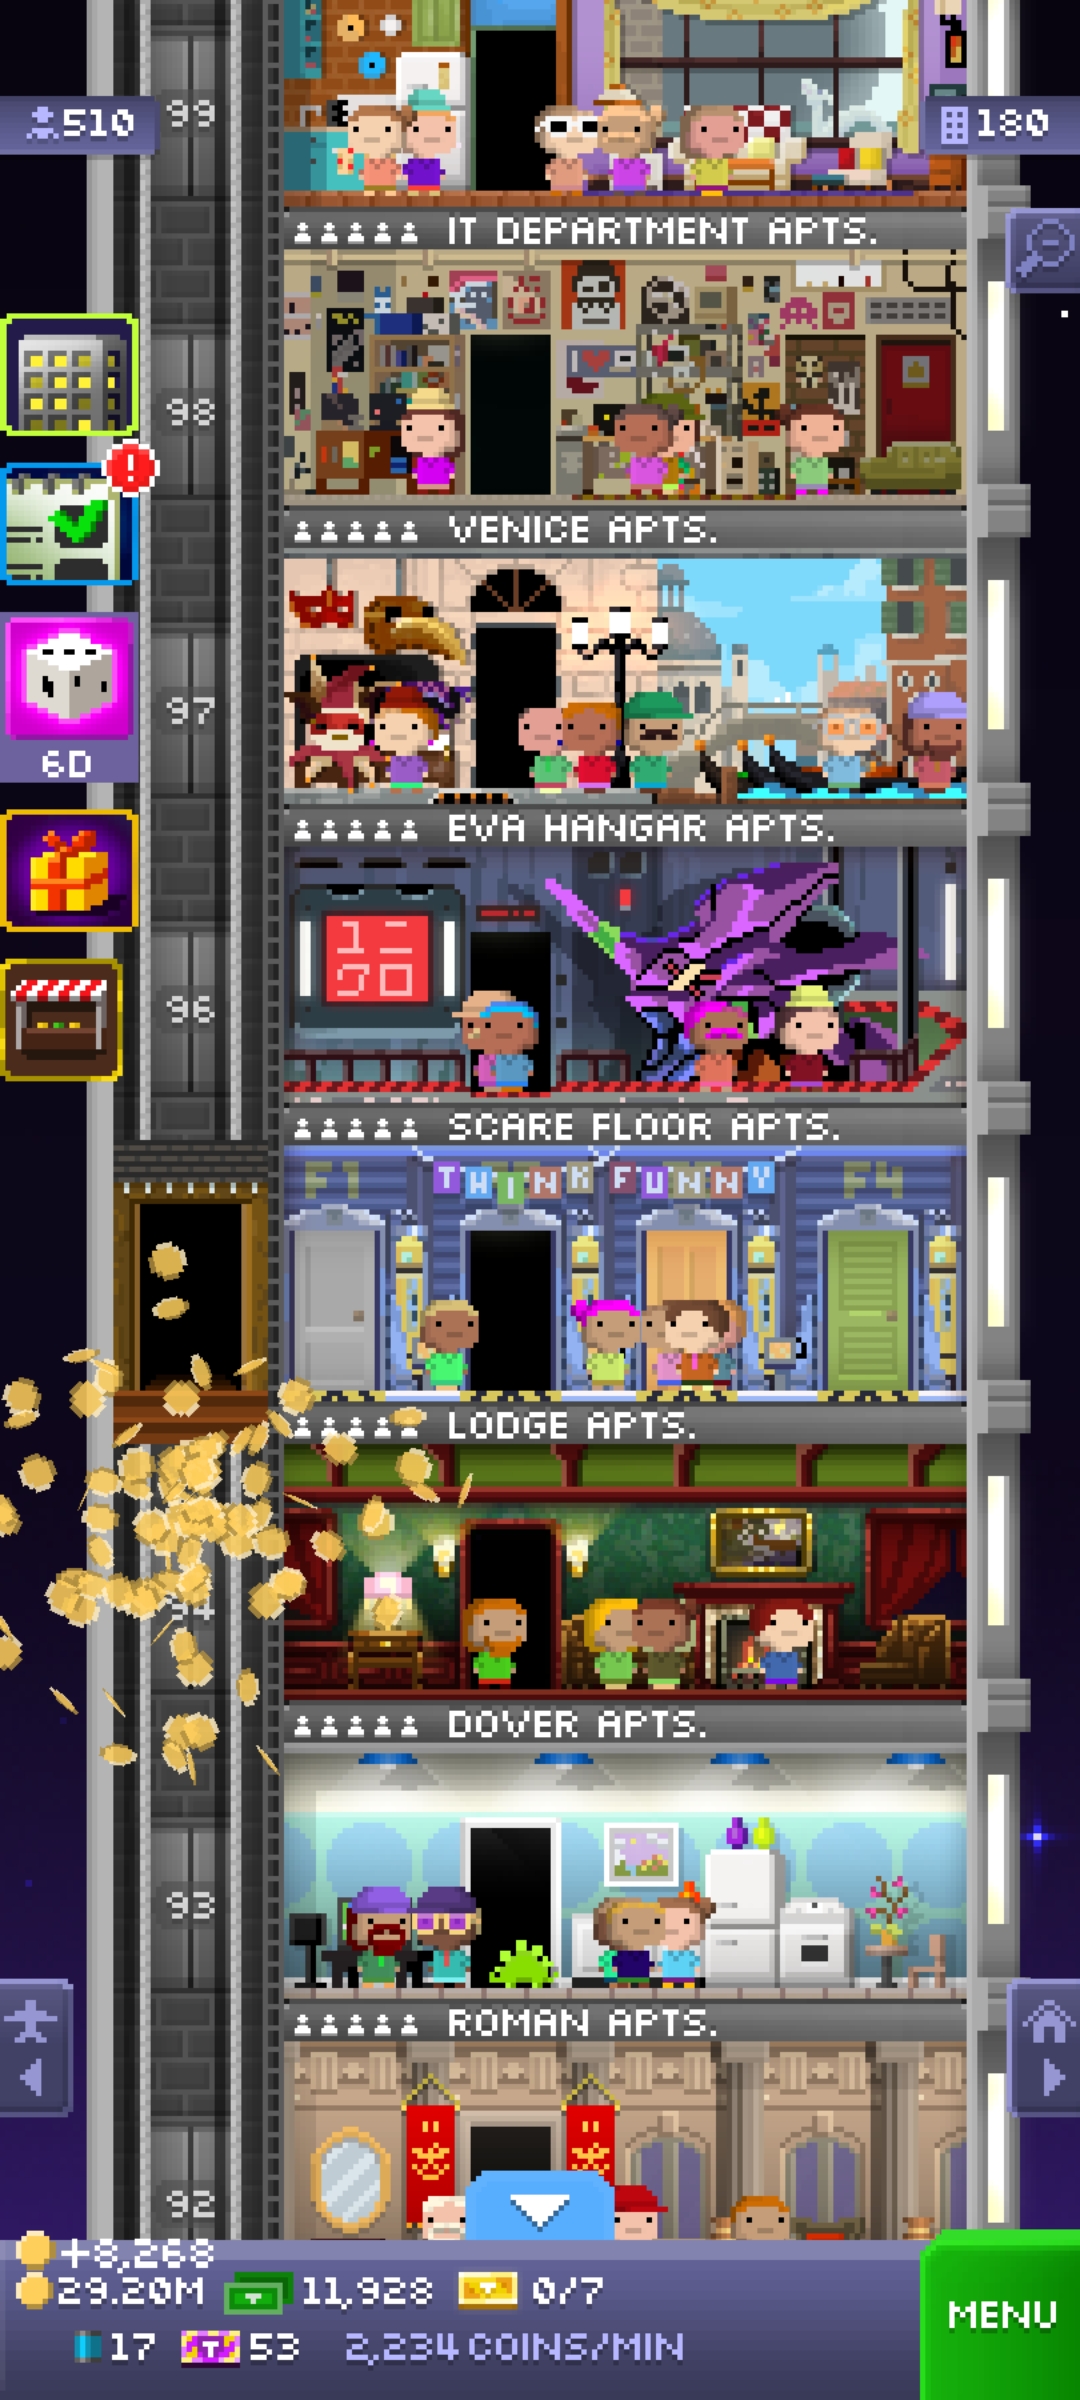 99
510
180
IT DEPARTMENT APTS.
98
VENICE APTS.
97
6D
EVA HANGAR APTS.
96
SCARE FLOOR APTS.
F1
THINK FUNNY
F4
LODGE APTS.
94
DOVER APTS.
93
ROMAN APTS.
92
+8,268
29.20M
11,928
0/7
MENU
17
53
2,234 COINS/MIN